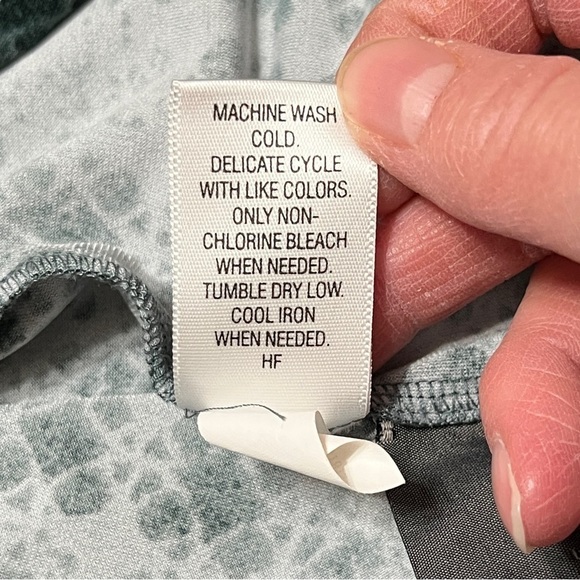 MACHINE WASH
COLD.
DELICATE CYCLE
WITH LIKE COLORS.
ONLY NON-
CHLORINE BLEACH
WHEN NEEDED.
TUMBLE DRY LOW.
COOL IRON
WHEN NEEDED.
HF